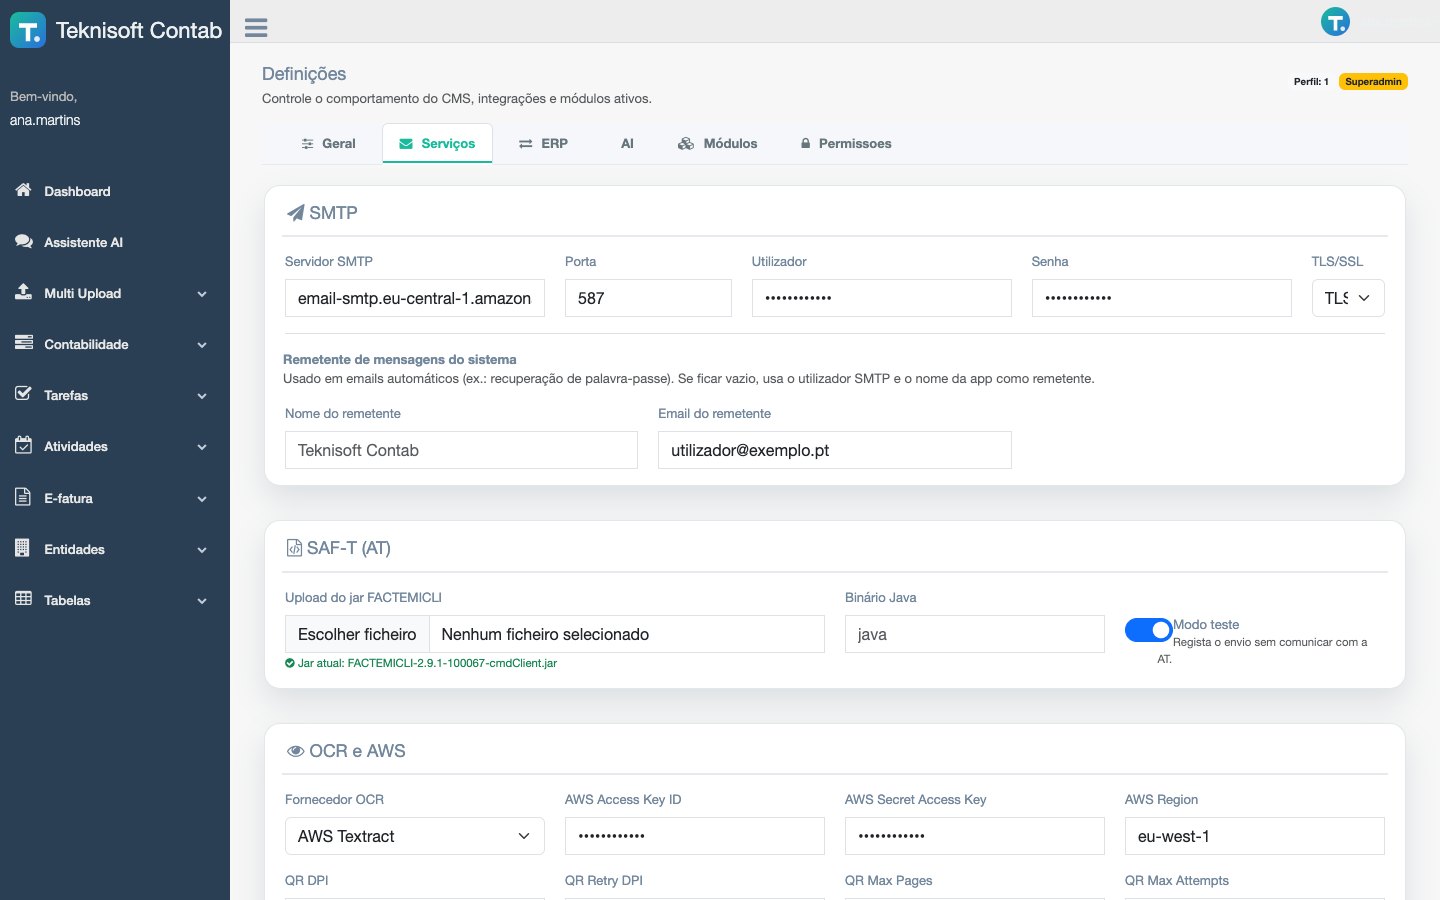 T. Teknisoft Contab
T.
Bem-vindo,
ana.martins
Dashboard
Assistente AI
Multi Upload
Contabilidade
Tarefas
Atividades
E-fatura
Entidades
Tabelas
Definições
Controle o comportamento do CMS, integrações e módulos ativos.
Perfil: 1 Superadmin
Geral Serviços ERP AI Módulos Permissoes
SMTP
Servidor SMTP Porta Utilizador Senha TLS/SSL
email-smtp.eu-central-1.amazon 587 •••••••••••• •••••••••••• TLS
Remetente de mensagens do sistema
Usado em emails automáticos (ex.: recuperação de palavra-passe). Se ficar vazio, usa o utilizador SMTP e o nome da app como remetente.
Nome do remetente Email do remetente
Teknisoft Contab utilizador@exemplo.pt
SAF-T (AT)
Upload do jar FACTEMICLI Binário Java
Escolher ficheiro Nenhum ficheiro selecionado java
Modo teste
Regista o envio sem comunicar com a
AT.
Jar atual: FACTEMICLI-2.9.1-100067-cmdClient.jar
OCR e AWS
Fornecedor OCR AWS Access Key ID AWS Secret Access Key AWS Region
AWS Textract •••••••••••• •••••••••••• eu-west-1
QR DPI QR Retry DPI QR Max Pages QR Max Attempts